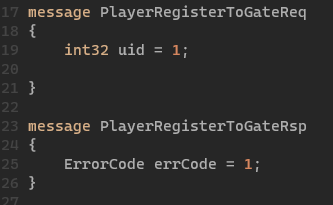 17 message PlayerRegisterToGateReq
18 {
19     int32 uid = 1;
20
21 }
22
23 message PlayerRegisterToGateRsp
24 {
25     ErrorCode errCode = 1;
26 }
27